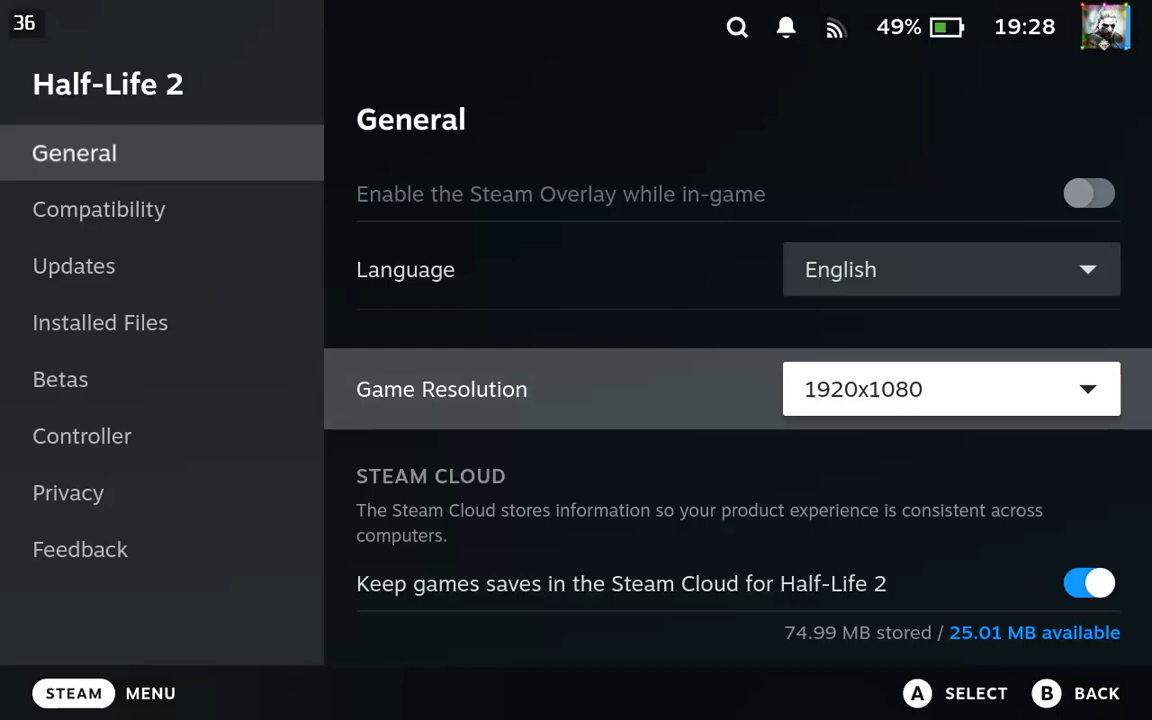 36
49%
19:28
Half-Life 2
General
Compatibility
Updates
Installed Files
Betas
Controller
Privacy
Feedback
General
Enable the Steam Overlay while in-game
Language
English
Game Resolution
1920x1080
STEAM CLOUD
The Steam Cloud stores information so your product experience is consistent across
computers.
Keep games saves in the Steam Cloud for Half-Life 2
74.99 MB stored / 25.01 MB available
STEAM MENU
A SELECT B BACK